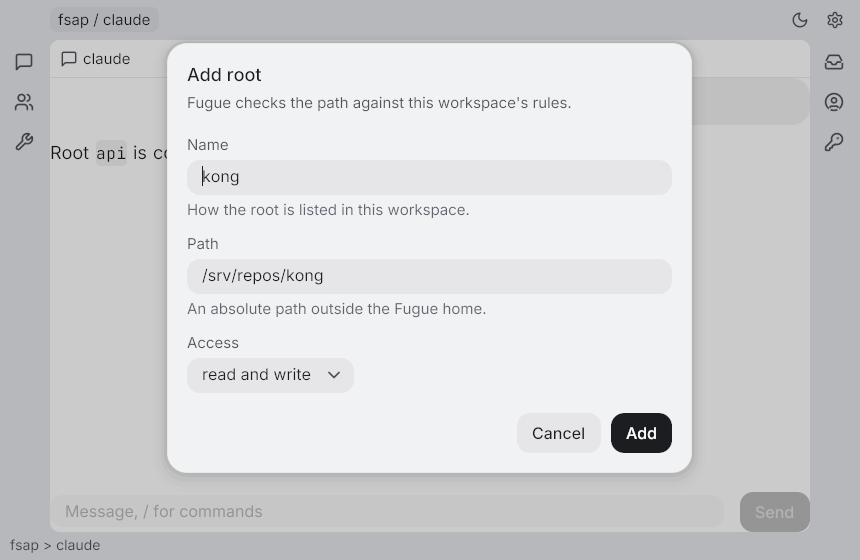 fsap / claude
claude
Root api is co
Add root
Fugue checks the path against this workspace's rules.
Name
kong
How the root is listed in this workspace.
Path
/srv/repos/kong
An absolute path outside the Fugue home.
Access
read and write
Cancel
Add
Message, / for commands
Send
fsap > claude